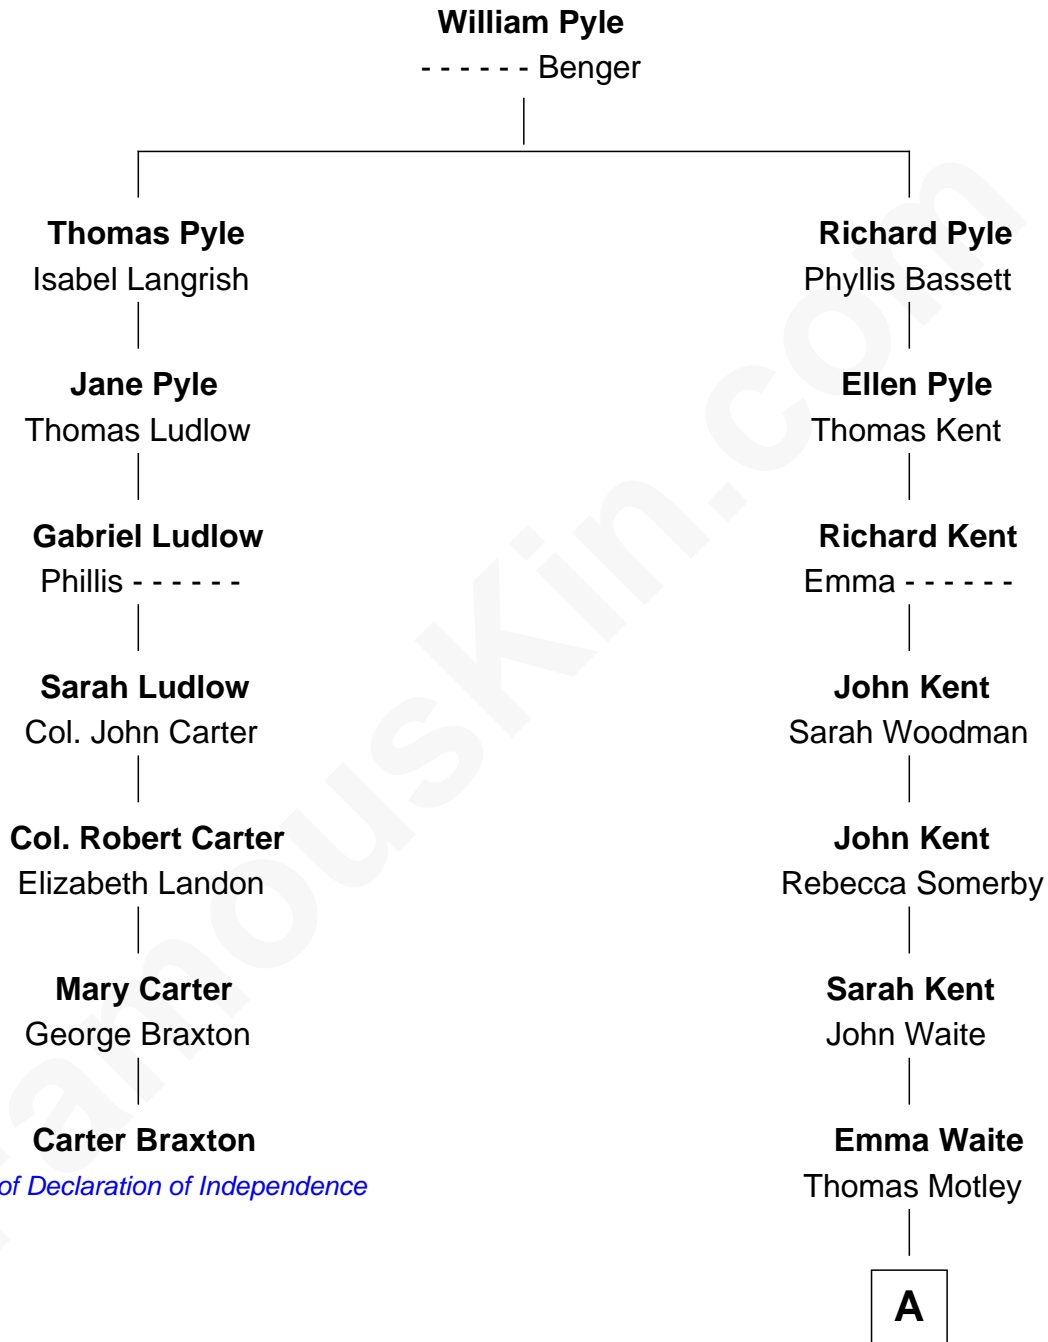 William Pyle
- - - - - - Benger
Thomas Pyle
Isabel Langrish
Richard Pyle
Phyllis Bassett
Jane Pyle
Thomas Ludlow
Ellen Pyle
Thomas Kent
Gabriel Ludlow
Phillis - - - - - -
Richard Kent
Emma - - - - - -
Sarah Ludlow
Col. John Carter
John Kent
Sarah Woodman
Col. Robert Carter
Elizabeth Landon
John Kent
Rebecca Somerby
Mary Carter
George Braxton
Sarah Kent
John Waite
Carter Braxton
of Declaration of Independence
Emma Waite
Thomas Motley
A
FamousKin.com